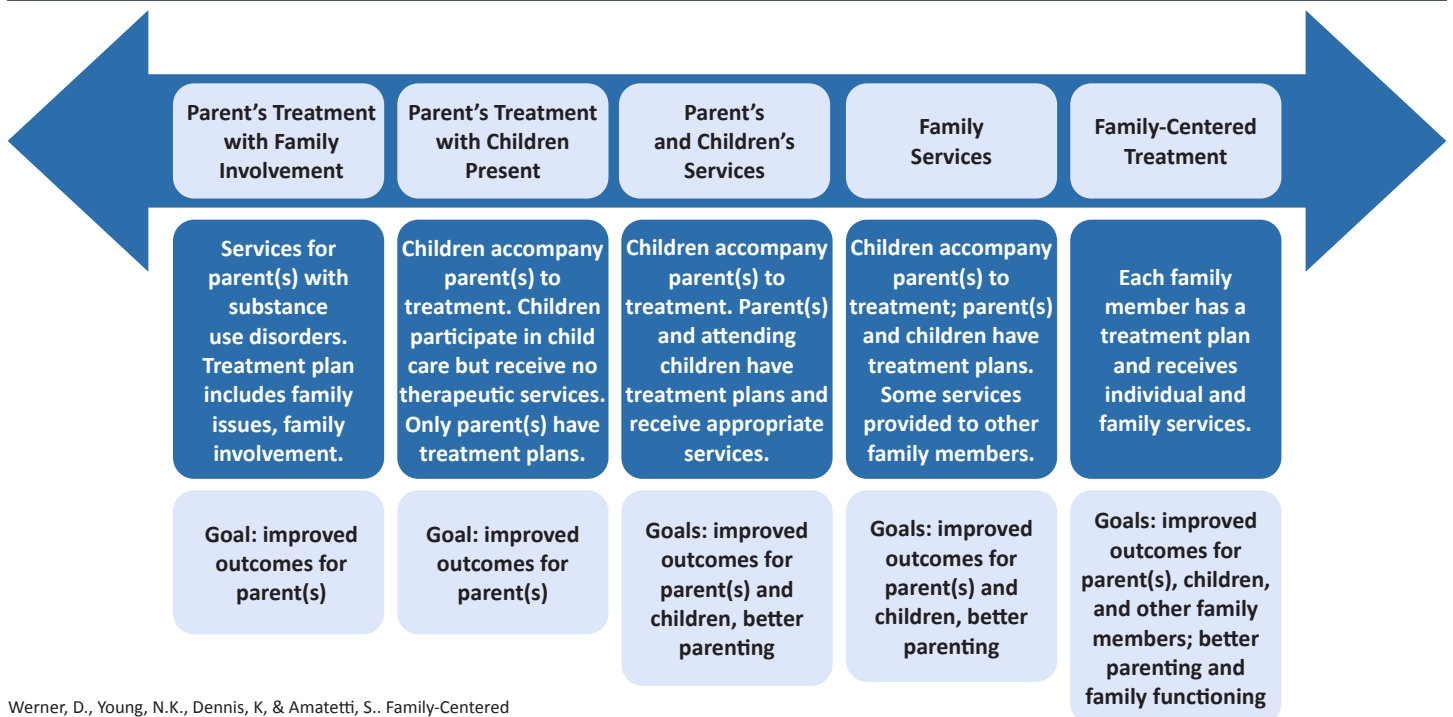 Parent’s Treatment
with Family
Involvement
Parent’s Treatment
with Children
Present
Parent’s
and Children’s
Services
Family
Services
Family-Centered
Treatment
Services for
parent(s) with
substance
use disorders.
Treatment plan
includes family
issues, family
involvement.
Children accompany
parent(s) to
treatment. Children
participate in child
care but receive no
therapeutic services.
Only parent(s) have
treatment plans.
Children accompany
parent(s) to
treatment. Parent(s)
and attending
children have
treatment plans and
receive appropriate
services.
Children accompany
parent(s) to
treatment; parent(s)
and children have
treatment plans.
Some services
provided to other
family members.
Each family
member has a
treatment plan
and receives
individual and
family services.
Goal: improved
outcomes for
parent(s)
Goal: improved
outcomes for
parent(s)
Goals: improved
outcomes for
parent(s) and
children, better
parenting
Goals: improved
outcomes for
parent(s) and
children, better
parenting
Goals: improved
outcomes for
parent(s), children,
and other family
members; better
parenting and
family functioning
Werner, D., Young, N.K., Dennis, K, & Amatetti, S.. Family-Centered